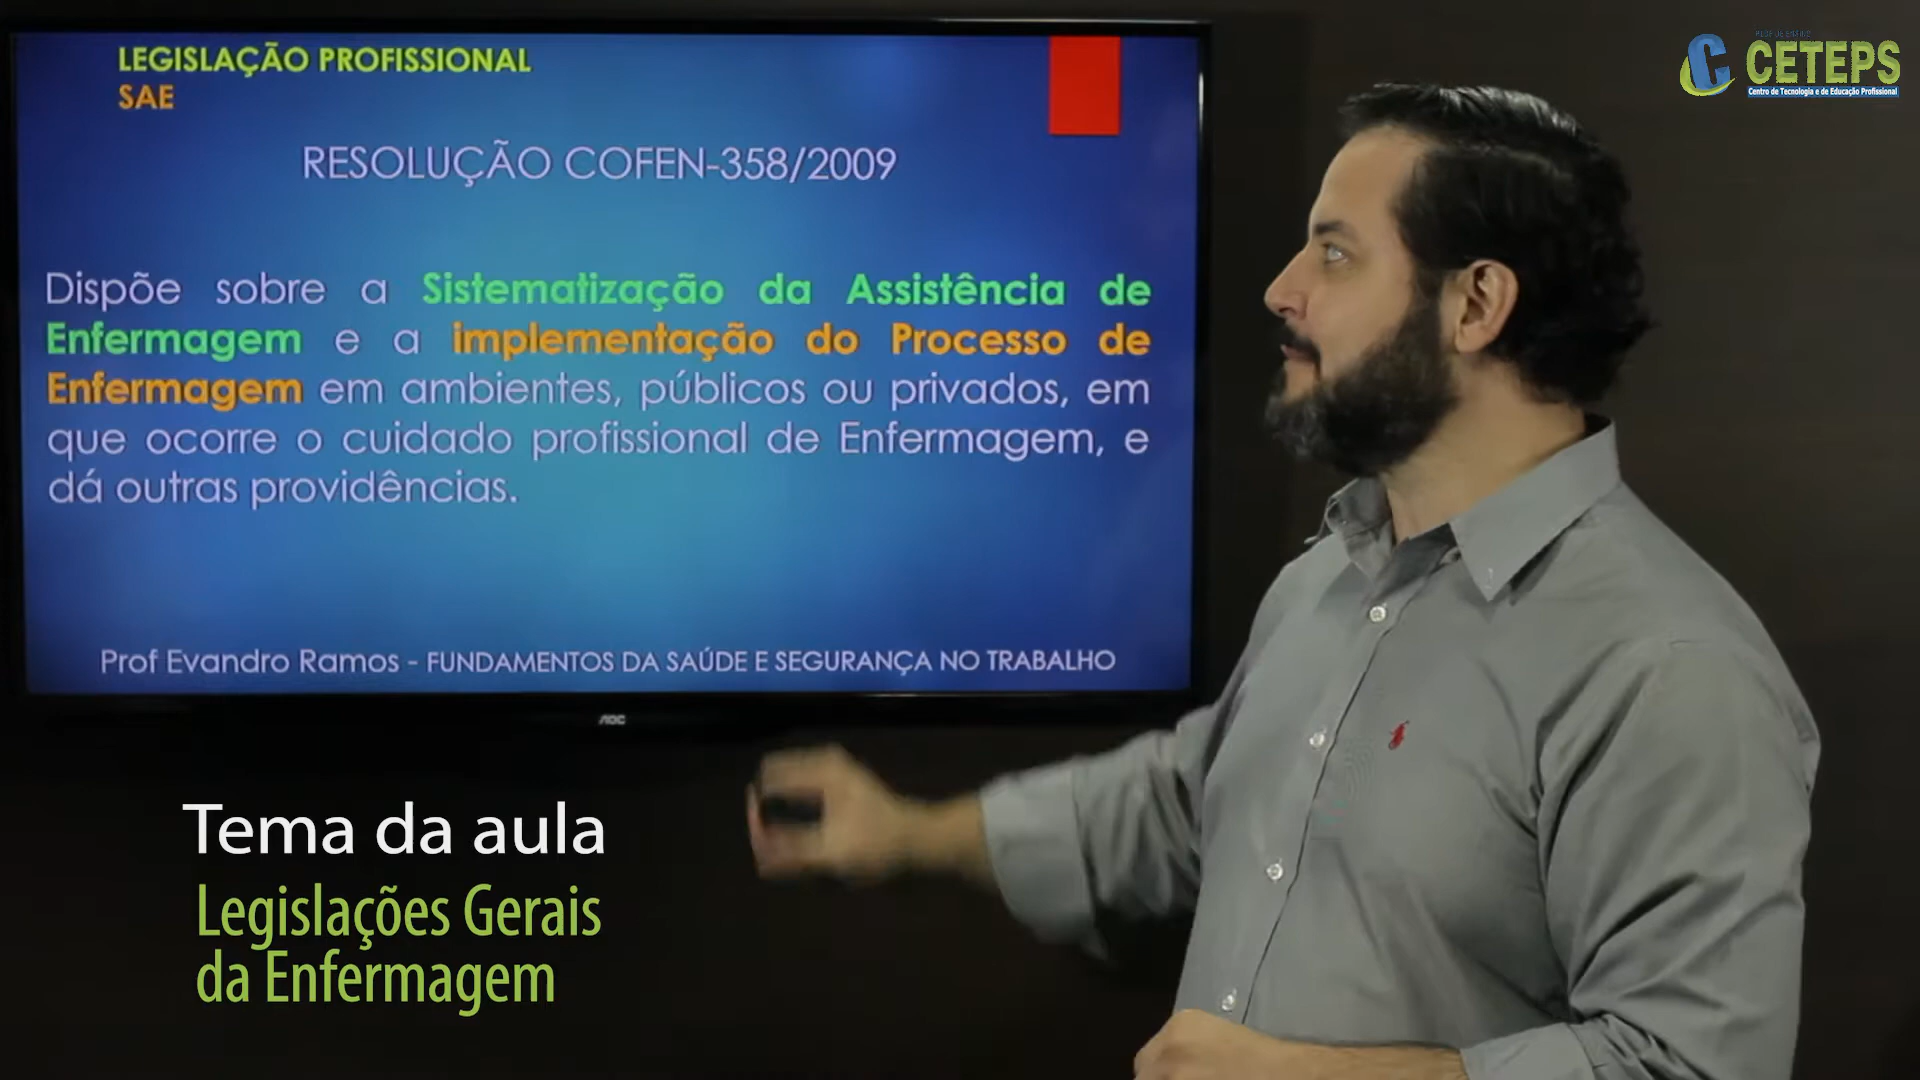 LEGISLAÇÃO PROFISSIONAL
SAE
RESOLUÇÃO COFEN-358/2009
Dispõe sobre a Sistematização da Assistência de
Enfermagem e a implementação do Processo de
Enfermagem em ambientes, públicos ou privados, em
que ocorre o cuidado profissional de Enfermagem, e
dá outras providências.
Prof Evandro Ramos - FUNDAMENTOS DA SAÚDE E SEGURANÇA NO TRABALHO
AOC
Tema da aula
Legislações Gerais
da Enfermagem
CETEPS
Centro de Tecnologia e de Educação Profissional